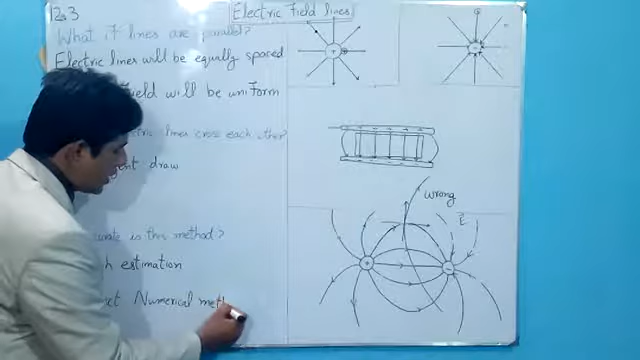 12.3 Electric Field lines
What if lines are parallel?
Electric lines will be equally spaced
Field will be uniform
lines cross each other?
draw
wrong
E
is this method?
estimation
Numerical met